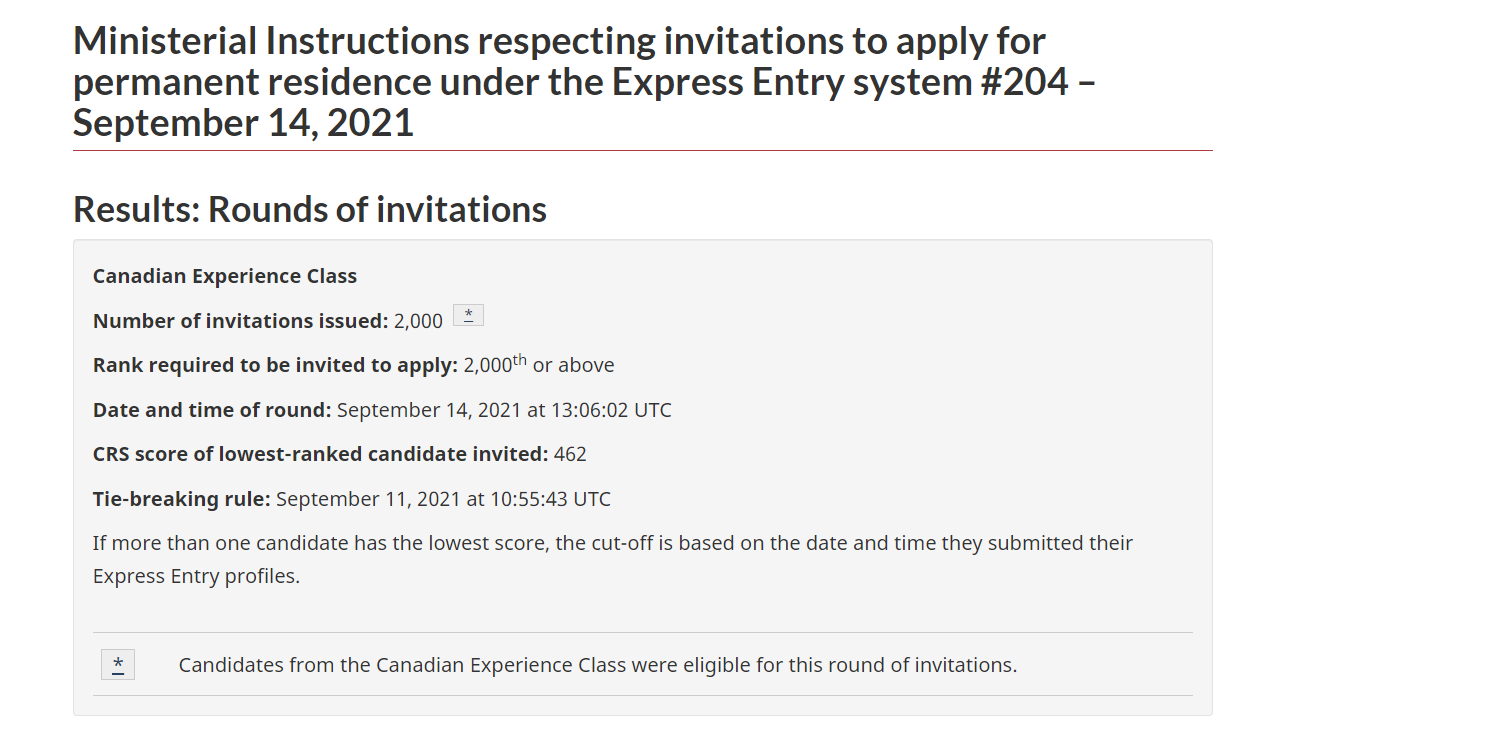 Ministerial Instructions respecting invitations to apply for
permanent residence under the Express Entry system #204 –
September 14, 2021
Results: Rounds of invitations
Canadian Experience Class
Number of invitations issued: 2,000 *
Rank required to be invited to apply: 2,000th or above
Date and time of round: September 14, 2021 at 13:06:02 UTC
CRS score of lowest-ranked candidate invited: 462
Tie-breaking rule: September 11, 2021 at 10:55:43 UTC
If more than one candidate has the lowest score, the cut-off is based on the date and time they submitted their
Express Entry profiles.
* Candidates from the Canadian Experience Class were eligible for this round of invitations.